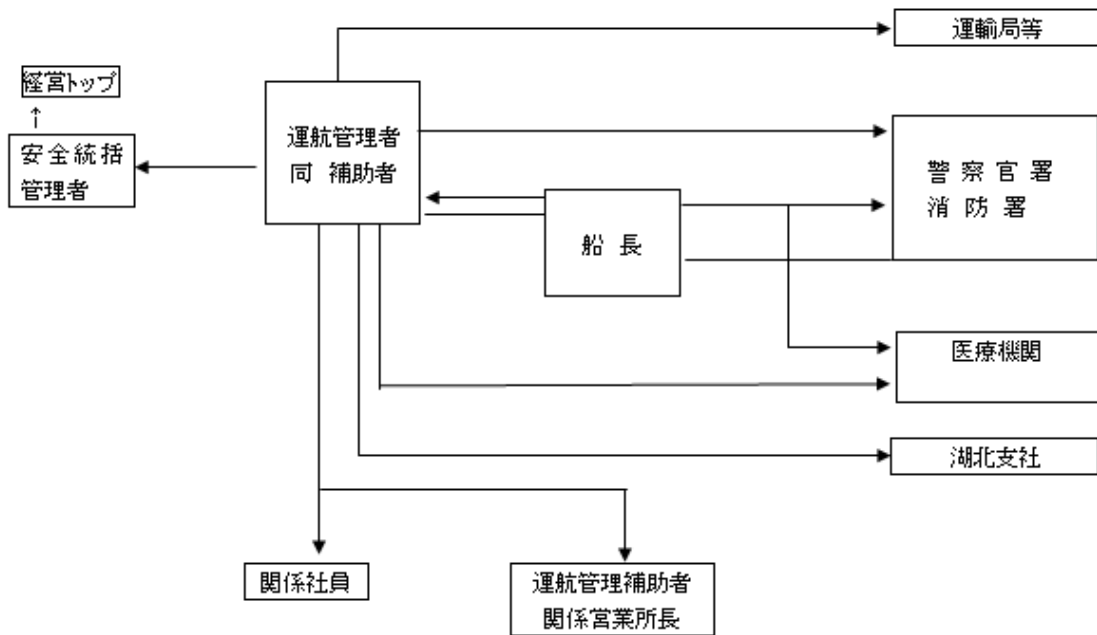 運輸局等
経営トップ
↑
安全統括
管理者
運航管理者
同 補助者
警察官署
消防署
船長
医療機関
湖北支社
関係社員
運航管理補助者
関係営業所長